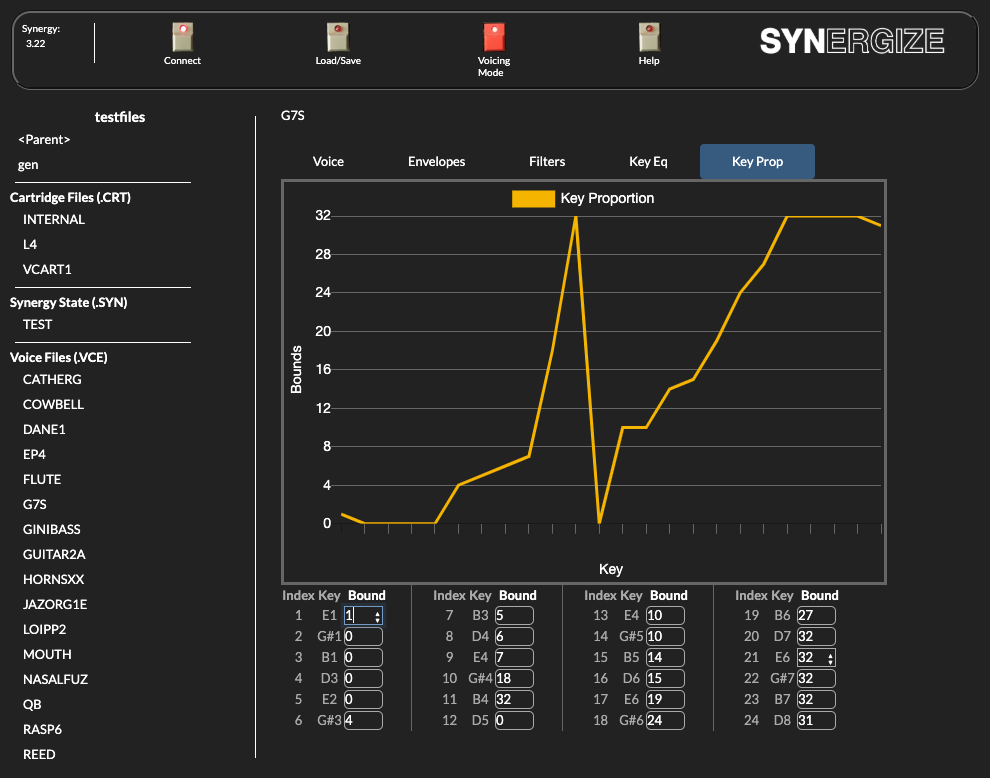 Synergy:
3.22
Connect
Load/Save
Voicing
Mode
Help
SYNERGIZE
testfiles
<Parent>
gen
Cartridge Files (.CRT)
INTERNAL
L4
VCART1
Synergy State (.SYN)
TEST
Voice Files (.VCE)
CATHERG
COWBELL
DANE1
EP4
FLUTE
G7S
GINIBASS
GUITAR2A
HORNSXX
JAZORG1E
LOIPP2
MOUTH
NASALFUZ
QB
RASP6
REED
G7S
Voice Envelopes Filters Key Eq Key Prop
Key Proportion
32
28
24
20
16
12
8
4
0
Bounds
Key
Index Key Bound Index Key Bound Index Key Bound Index Key Bound
1 E1 1 7 B3 5 13 E4 10 19 B6 27
2 G#1 0 8 D4 6 14 G#5 10 20 D7 32
3 B1 0 9 E4 7 15 B5 14 21 E6 32
4 D3 0 10 G#4 18 16 D6 15 22 G#7 32
5 E2 0 11 B4 32 17 E6 19 23 B7 32
6 G#3 4 12 D5 0 18 G#6 24 24 D8 31